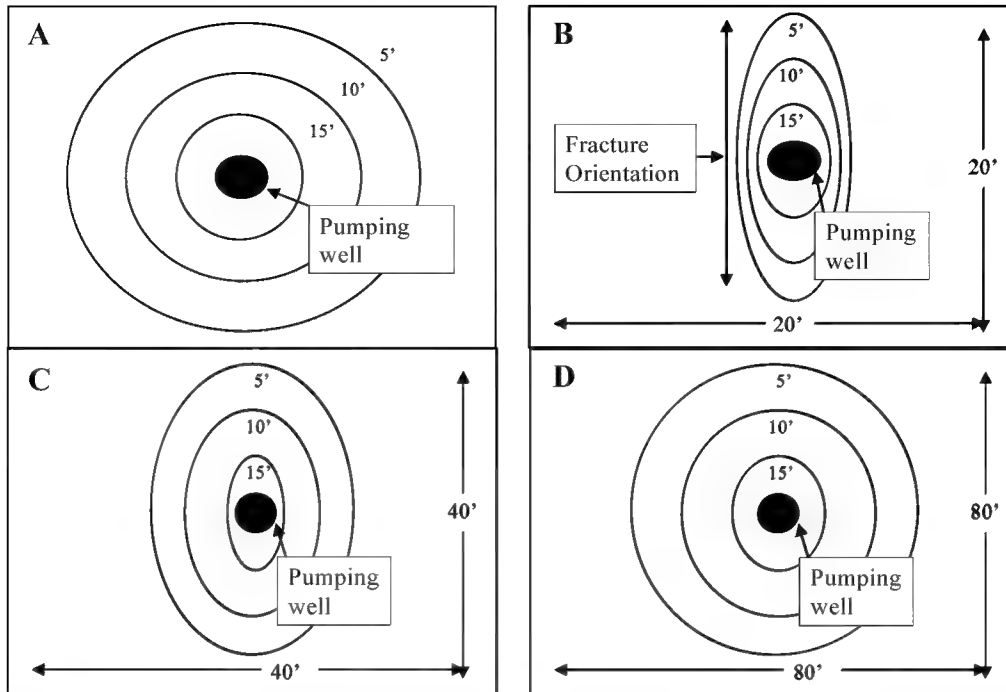 A
5’
10’
15’
Pumping
well
B
5’
10’
15’
Fracture
Orientation
Pumping
well
20’
20’
C
5’
10’
15’
40’
Pumping
well
40’
D
5’
10’
15’
80’
Pumping
well
80’